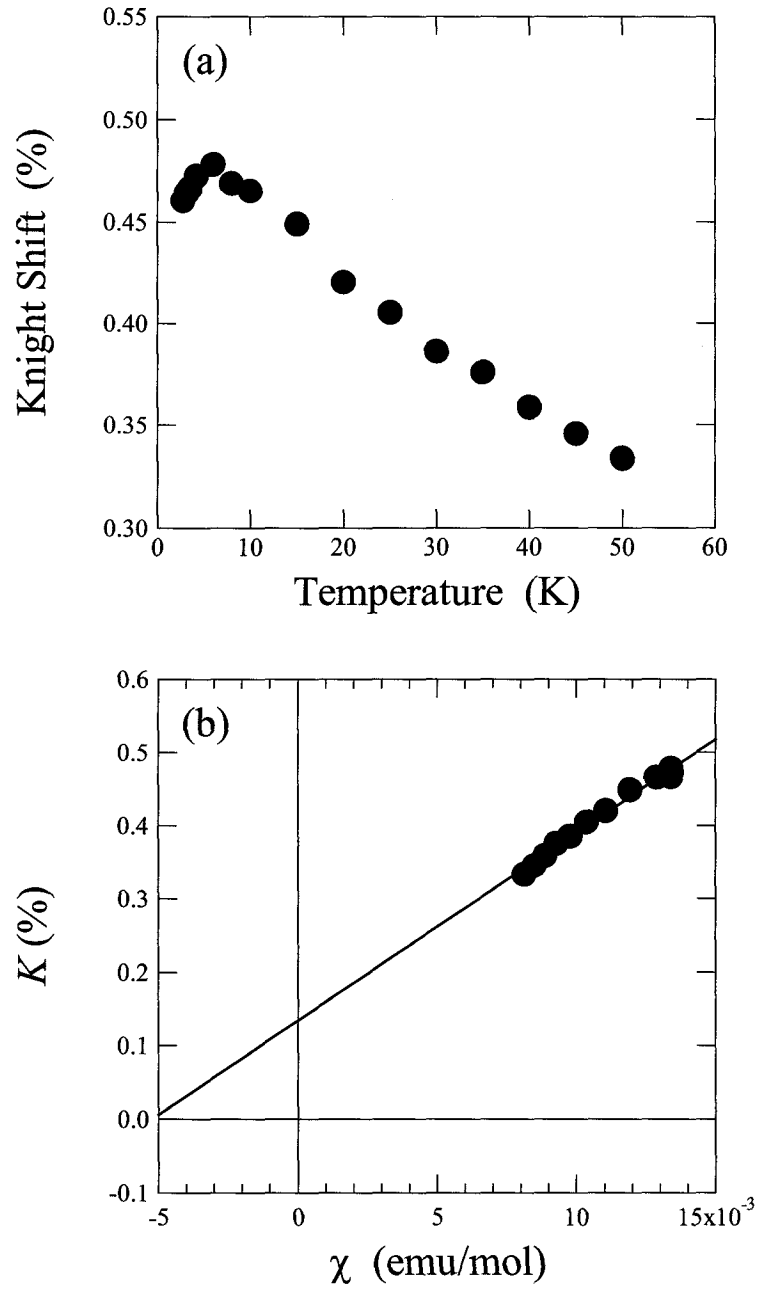 (a)
Knight Shift (%)
0.55
0.50
0.45
0.40
0.35
0.30
0 10 20 30 40 50 60
Temperature (K)
(b)
K (%)
0.6
0.5
0.4
0.3
0.2
0.1
0.0
-0.1
-5 0 5 10 15x10⁻³
χ (emu/mol)